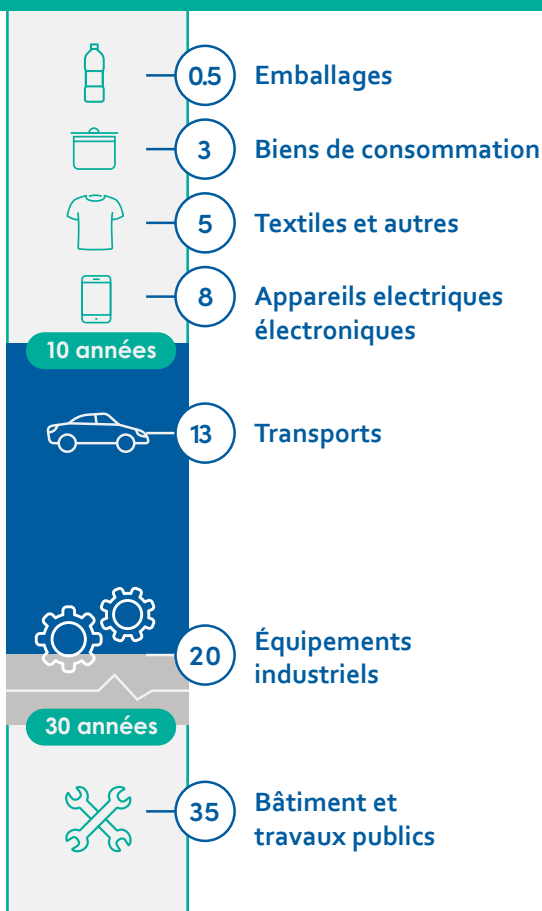 0.5 Emballages
3 Biens de consommation
5 Textiles et autres
8 Appareils electriques
électroniques
10 années
13 Transports
20 Équipements
industriels
30 années
35 Bâtiment et
travaux publics